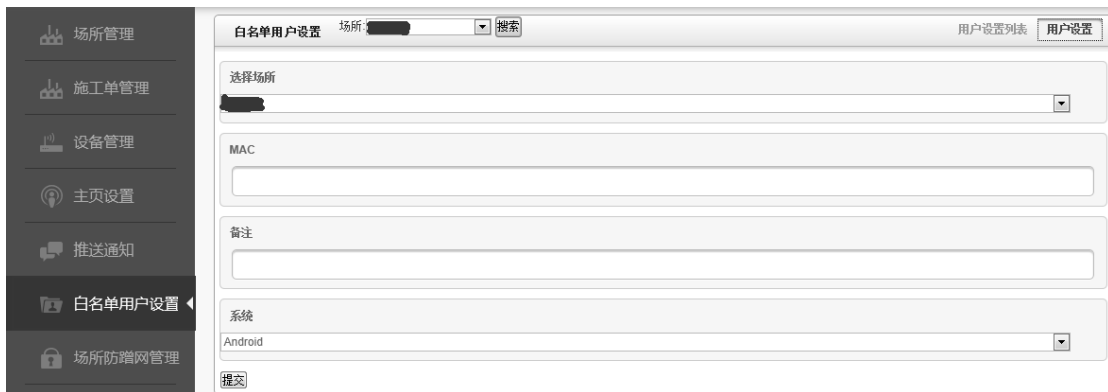 场所管理
施工单管理
设备管理
主页设置
推送通知
白名单用户设置
场所防蹭网管理
白名单用户设置 场所: 搜索 用户设置列表 用户设置
选择场所
MAC
备注
系统
Android
提交